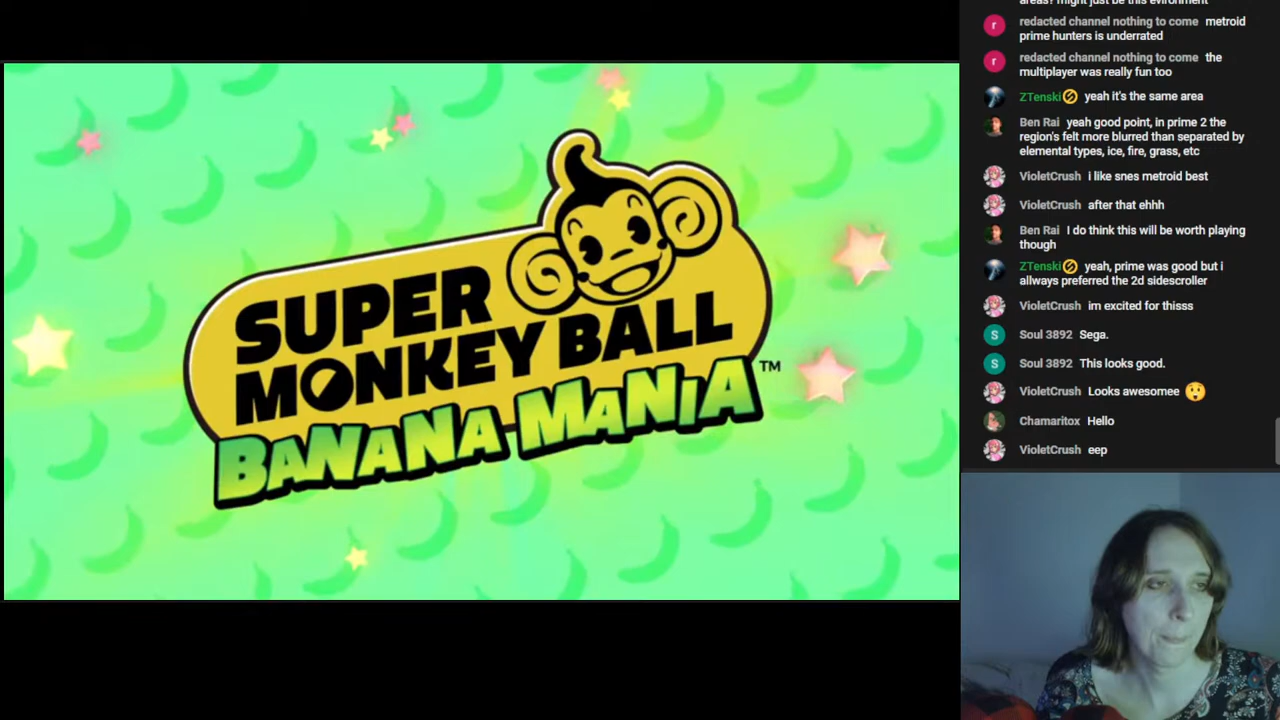 SUPER
MONKEY BALL
BANANA MANIA
TM
redacted channel nothing to come metroid
prime hunters is underrated
redacted channel nothing to come the
multiplayer was really fun too
ZTenski yeah it's the same area
Ben Rai yeah good point, in prime 2 the
region's felt more blurred than separated by
elemental types, ice, fire, grass, etc
VioletCrush i like snes metroid best
VioletCrush after that ehhh
Ben Rai I do think this will be worth playing
though
ZTenski yeah, prime was good but i
allways preferred the 2d sidescroller
VioletCrush im excited for thisss
S Soul 3892 Sega.
S Soul 3892 This looks good.
VioletCrush Looks awesomee
Chamaritox Hello
VioletCrush eep